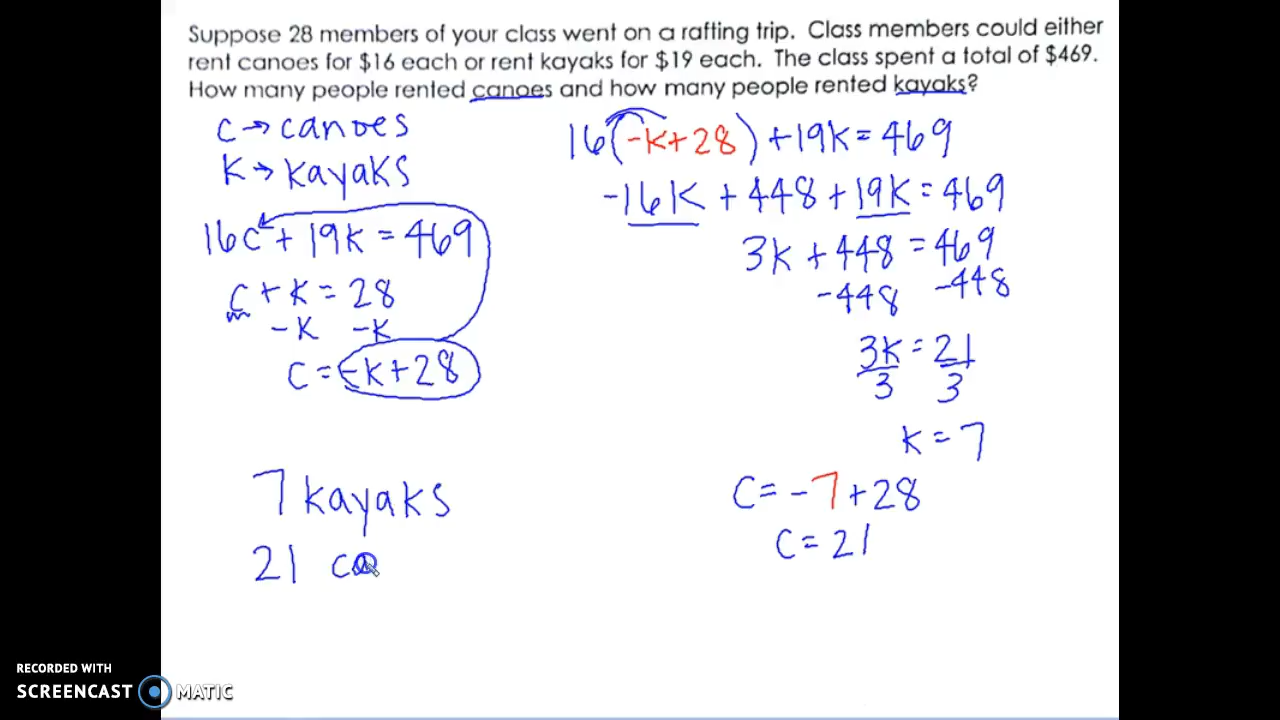 Suppose 28 members of your class went on a rafting trip. Class members could either
rent canoes for $16 each or rent kayaks for $19 each. The class spent a total of $469.
How many people rented canoes and how many people rented kayaks?
c → canoes
k → kayaks
16c + 19k = 469
c + k = 28
-k -k
c = -k+28
7 kayaks
21 ca
16(-k+28) +19k = 469
-16k + 448 + 19k = 469
3k + 448 = 469
-448 -448
3k = 21
3 3
k = 7
c = -7+28
c = 21
RECORDED WITH
SCREENCAST MATIC